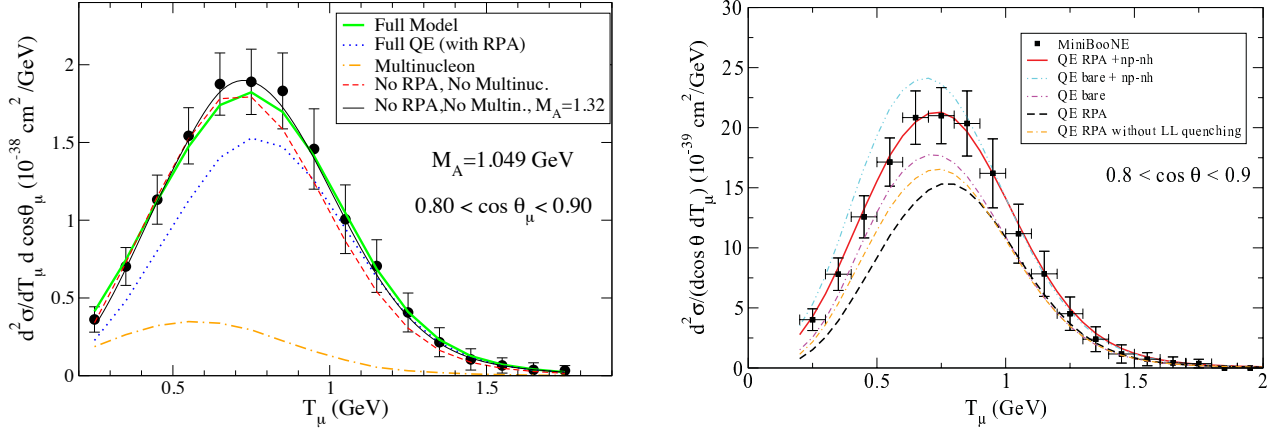 Full Model
Full QE (with RPA)
Multinucleon
No RPA, No Multinuc.
No RPA,No Multin., M_A=1.32
M_A=1.049 GeV
0.80 < cos θ_μ < 0.90
d²σ/dT_μ d cosθ_μ (10⁻³⁸ cm² /GeV)
2
1.5
1
0.5
0
0.5
1
1.5
T_μ (GeV)
MiniBooNE
QE RPA +np-nh
QE bare + np-nh
QE bare
QE RPA
QE RPA without LL quenching
0.8 < cos θ < 0.9
d²σ/(dcos θ dT_μ) (10⁻³⁹ cm²/GeV)
30
25
20
15
10
5
0
0
0.5
1
1.5
2
T_μ (GeV)